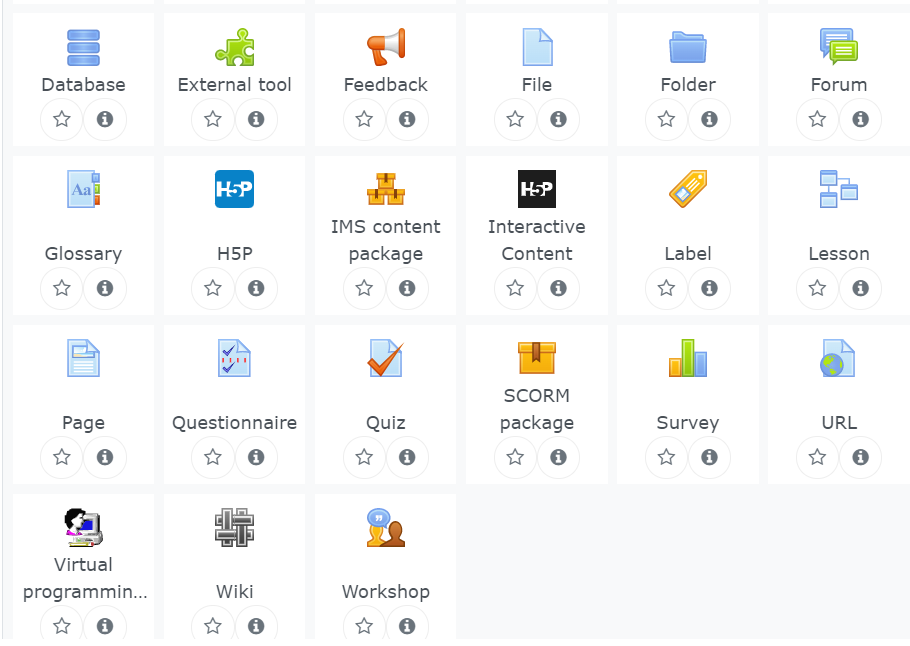 Database External tool Feedback File Folder Forum
Aa H5P H5P
IMS content Interactive
Glossary H5P package Content Label Lesson
SCORM
Page Questionnaire Quiz package Survey URL
Virtual
programmin... Wiki Workshop